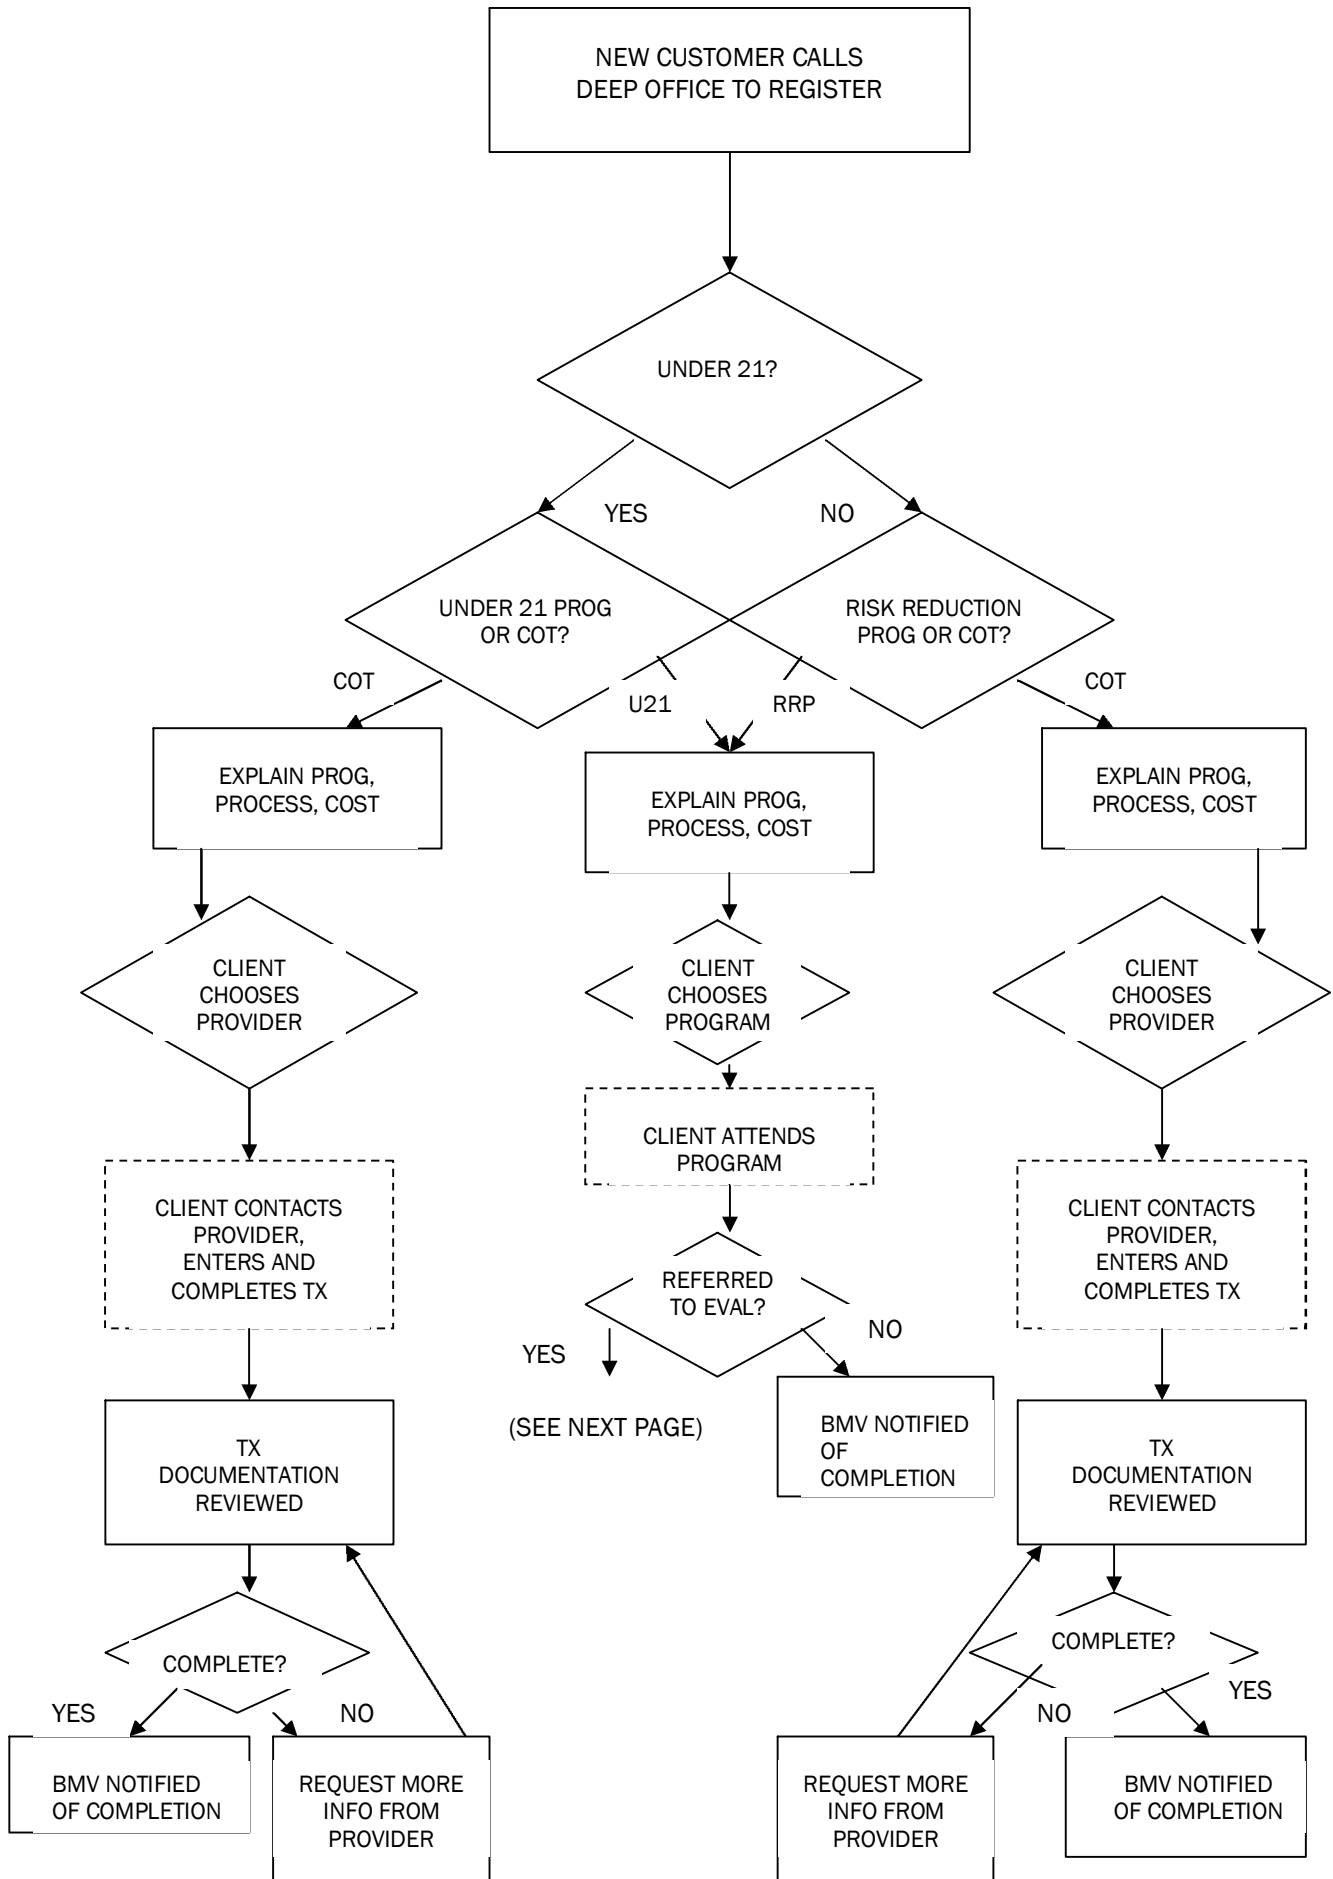 NEW CUSTOMER CALLS
DEEP OFFICE TO REGISTER
UNDER 21?
YES
NO
UNDER 21 PROG
OR COT?
RISK REDUCTION
PROG OR COT?
COT
U21
RRP
COT
EXPLAIN PROG,
PROCESS, COST
EXPLAIN PROG,
PROCESS, COST
EXPLAIN PROG,
PROCESS, COST
CLIENT
CHOOSES
PROVIDER
CLIENT
CHOOSES
PROGRAM
CLIENT
CHOOSES
PROVIDER
CLIENT ATTENDS
PROGRAM
CLIENT CONTACTS
PROVIDER,
ENTERS AND
COMPLETES TX
REFERRED
TO EVAL?
CLIENT CONTACTS
PROVIDER,
ENTERS AND
COMPLETES TX
YES
NO
(SEE NEXT PAGE)
BMV NOTIFIED
OF
COMPLETION
TX
DOCUMENTATION
REVIEWED
TX
DOCUMENTATION
REVIEWED
COMPLETE?
COMPLETE?
YES
NO
NO
YES
BMV NOTIFIED
OF COMPLETION
REQUEST MORE
INFO FROM
PROVIDER
REQUEST MORE
INFO FROM
PROVIDER
BMV NOTIFIED
OF COMPLETION